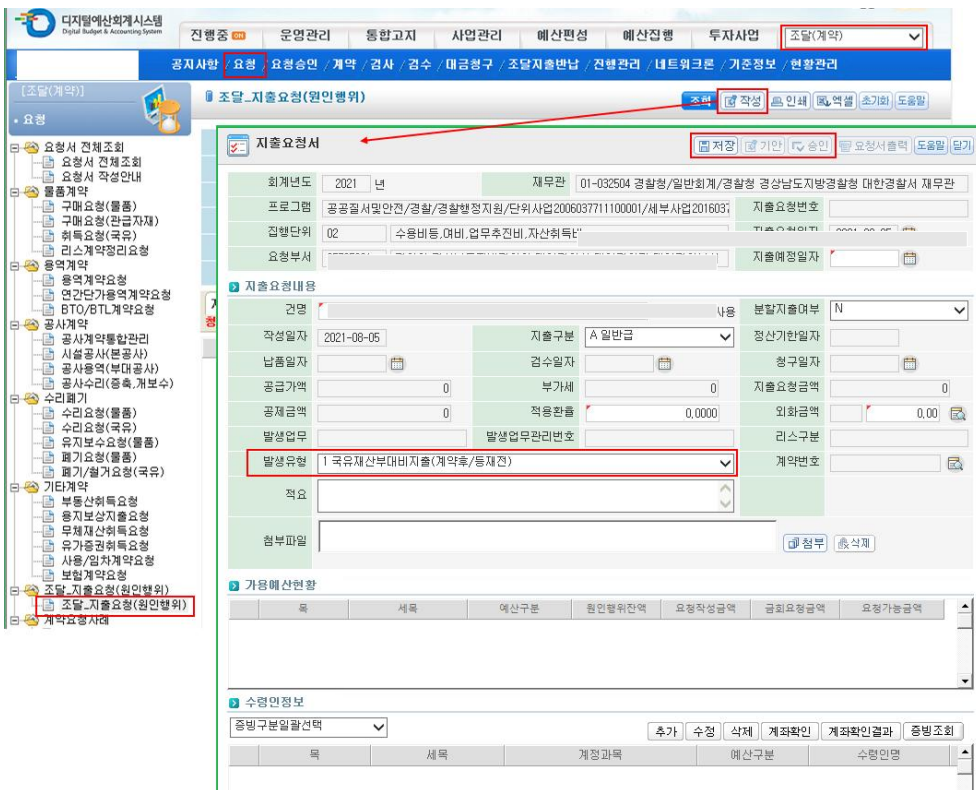 디지털예산회계시스템
Digital Budget & Accounting System
진행중 운영관리 통합고지 사업관리 예산편성 예산집행 투자사업 조달(계약)
공지사항 / 요청 / 요청승인 / 계약 / 검사 / 검수 / 대금청구 / 조달지출반납 / 진행관리 / 네트워크론 / 기준정보 / 현황관리
[조달(계약)]
• 요청
조달_지출요청(원인행위)
조회 작성 인쇄 엑셀 초기화 도움말
요청서 전체조회
요청서 전체조회
요청서 작성안내
물품계약
구매요청(물품)
구매요청(관급자재)
취득요청(국유)
리스계약정리요청
용역계약
용역계약요청
연간단가용역계약요청
BTO/BTL계약요청
공사계약
공사계약통합관리
시설공사(본공사)
공사용역(부대공사)
공사수리(증축,개보수)
수리폐기
수리요청(물품)
수리요청(국유)
유지보수요청(물품)
폐기요청(물품)
폐기/철거요청(국유)
기타계약
부동산취득요청
용지보상지출요청
무체재산취득요청
유가증권취득요청
사용/임차계약요청
보험계약요청
조달_지출요청(원인행위)
조달_지출요청(원인행위)
계약요청사례
지출요청서
저장 기안 승인 요청서출력 도움말 닫기
회계년도 2021 년 재무관 01-032504 경찰청/일반회계/경찰청 경상남도지방경찰청 대한경찰서 재무관
프로그램 공공질서및안전/경찰/경찰행정지원/단위사업2006037711100001/세부사업2016037 지출요청번호
집행단위 02 수용비등,여비,업무추진비,자산취득비
요청부서 지출예정일자
지출요청내용
건명 사용 분할지출여부 N
작성일자 2021-08-05 지출구분 A 일반급 정산기한일자
납품일자 검수일자 청구일자
공급가액 0 부가세 0 지출요청금액 0
공제금액 0 적용환율 0,0000 외화금액 0,00
발생업무 발생업무관리번호 리스구분
발생유형 1 국유재산부대비지출(계약후/등재전) 계약번호
적요
첨부파일 첨부 삭제
가용예산현황
목 세목 예산구분 원인행위잔액 요청작성금액 금회요청금액 요청가능금액
수령인정보
증빙구분일괄선택 추가 수정 삭제 계좌확인 계좌확인결과 증빙조회
목 세목 계정과목 예산구분 수령인명